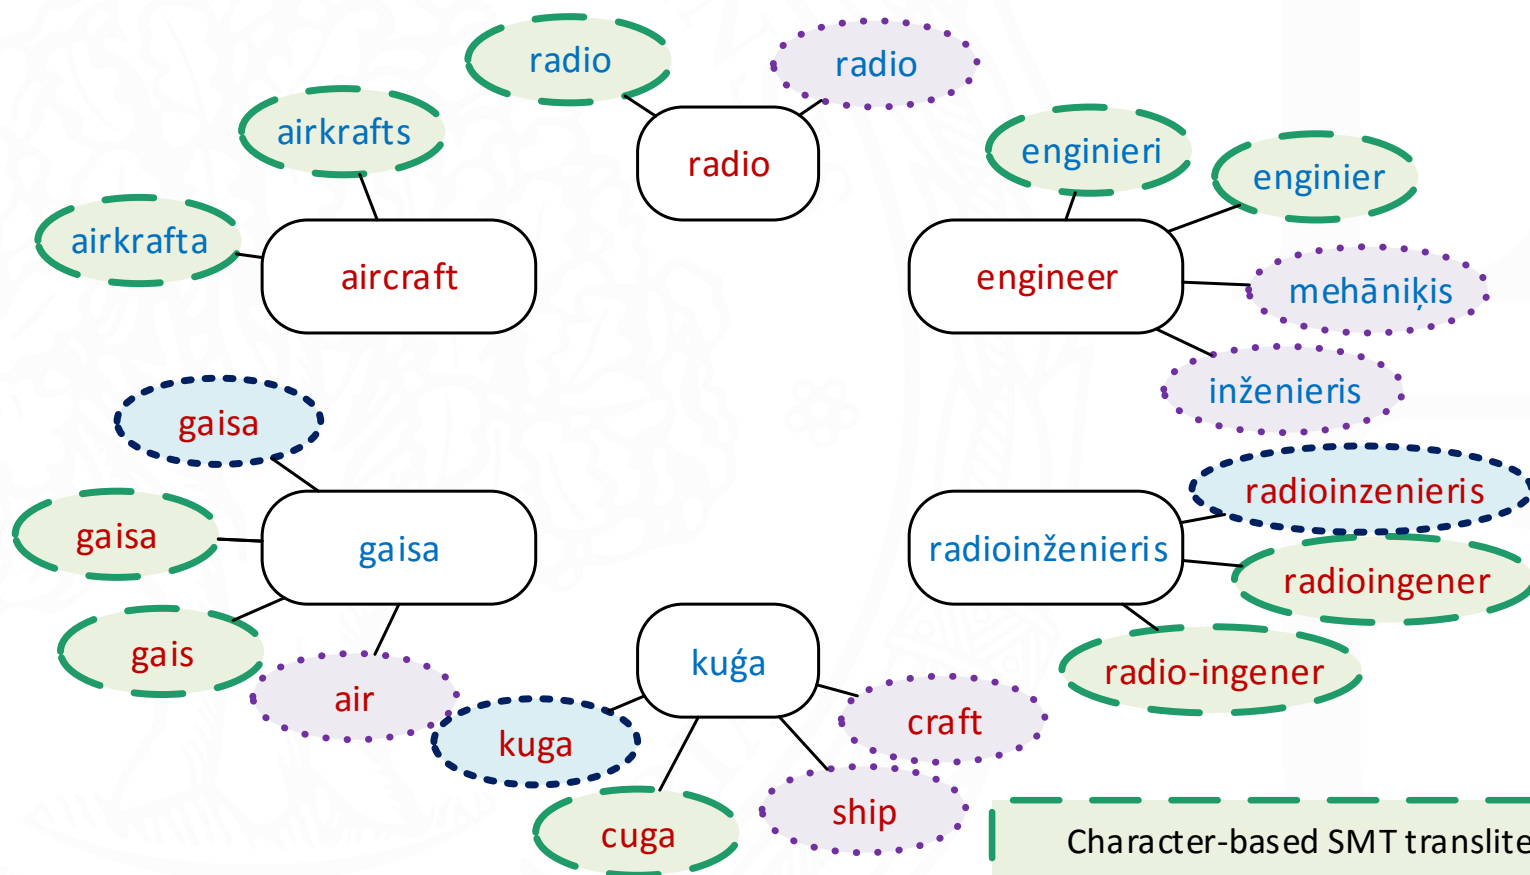 radio
radio
radio
airkrafts
airkrafta
aircraft
enginieri
enginier
engineer
mehāniķis
inženieris
gaisa
gaisa
gaisa
gais
air
radioinzenieris
radioinženieris
radioingener
radio-ingener
kuģa
kuga
craft
ship
cuga
Character-based SMT translite